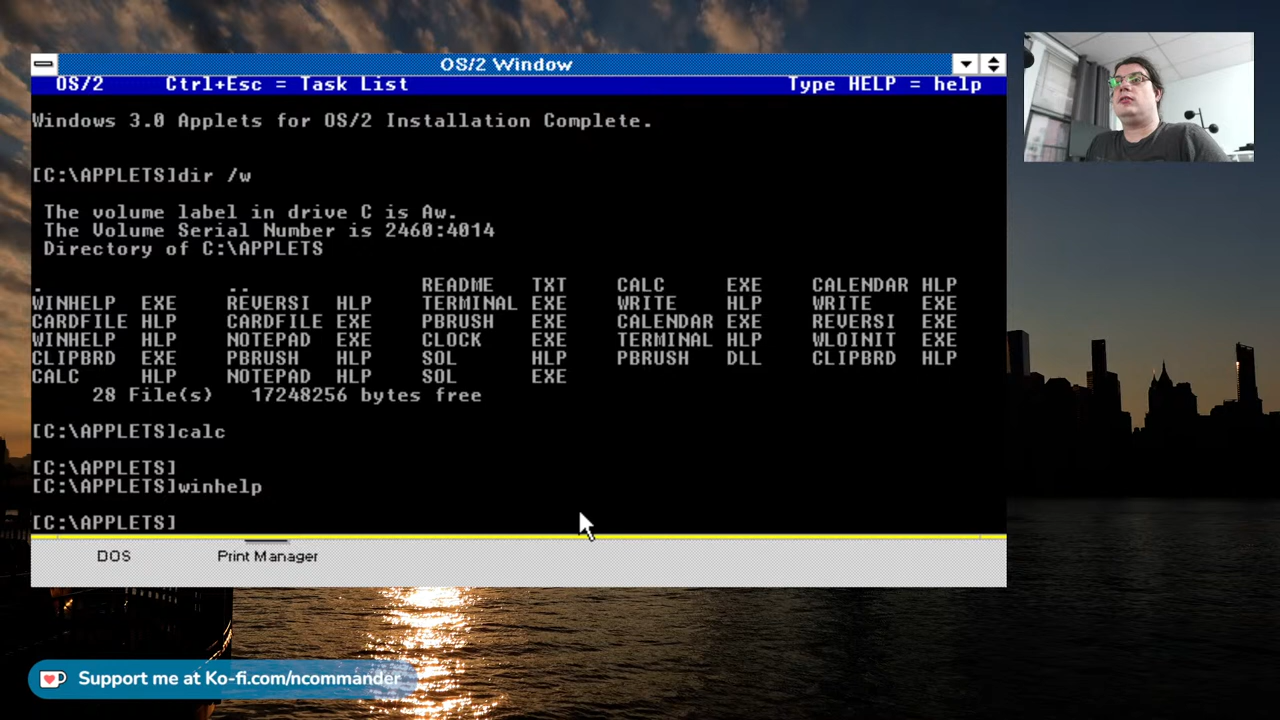 OS/2 Window
OS/2 Ctrl+Esc = Task List Type HELP = help
Windows 3.0 Applets for OS/2 Installation Complete.
[C:\APPLETS]dir /w
The volume label in drive C is Aw.
The Volume Serial Number is 2460:4014
Directory of C:\APPLETS
. .. README TXT CALC EXE CALENDAR HLP
WINHELP EXE REVERSI HLP TERMINAL EXE WRITE HLP WRITE EXE
CARDFILE HLP CARDFILE EXE PBRUSH EXE CALENDAR EXE REVERSI EXE
WINHELP HLP NOTEPAD EXE CLOCK EXE TERMINAL HLP WLOINIT EXE
CLIPBRD EXE PBRUSH HLP SOL HLP PBRUSH DLL CLIPBRD HLP
CALC HLP NOTEPAD HLP SOL EXE
28 File(s) 17248256 bytes free
[C:\APPLETS]calc
[C:\APPLETS]
[C:\APPLETS]winhelp
[C:\APPLETS]
DOS Print Manager
Support me at Ko-fi.com/ncommander